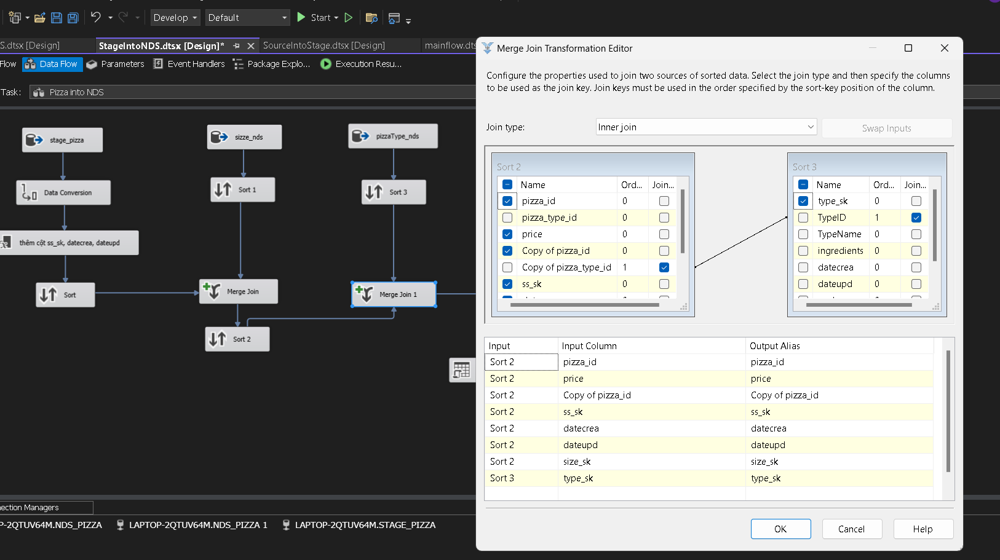 Develop
Default
Start
S.dtsx [Design]
StageIntoNDS.dtsx [Design]*
SourceIntoStage.dtsx [Design]
mainflow.dts
Flow
Data Flow
Parameters
Event Handlers
Package Explo...
Execution Resu...
Task:
Pizza into NDS
stage_pizza
sizze_nds
pizzaType_nds
Data Conversion
Sort 1
Sort 3
thêm cột ss_sk, datecrea, dateupd
Sort
Merge Join
Merge Join 1
Sort 2
nection Managers
P-2QTUV64M.NDS_PIZZA
LAPTOP-2QTUV64M.NDS_PIZZA 1
LAPTOP-2QTUV64M.STAGE_PIZZA
Merge Join Transformation Editor
Configure the properties used to join two sources of sorted data. Select the join type and then specify the columns
to be used as the join key. Join keys must be used in the order specified by the sort-key position of the column.
Join type:
Inner join
Swap Inputs
Sort 2
Name Ord... Join...
pizza_id 0
pizza_type_id 0
price 0
Copy of pizza_id 0
Copy of pizza_type_id 1
ss_sk 0
Sort 3
Name Ord... Join...
type_sk 0
TypeID 1
TypeName 0
ingredients 0
datecrea 0
dateupd 0
Input Input Column Output Alias
Sort 2 pizza_id pizza_id
Sort 2 price price
Sort 2 Copy of pizza_id Copy of pizza_id
Sort 2 ss_sk ss_sk
Sort 2 datecrea datecrea
Sort 2 dateupd dateupd
Sort 2 size_sk size_sk
Sort 3 type_sk type_sk
OK
Cancel
Help